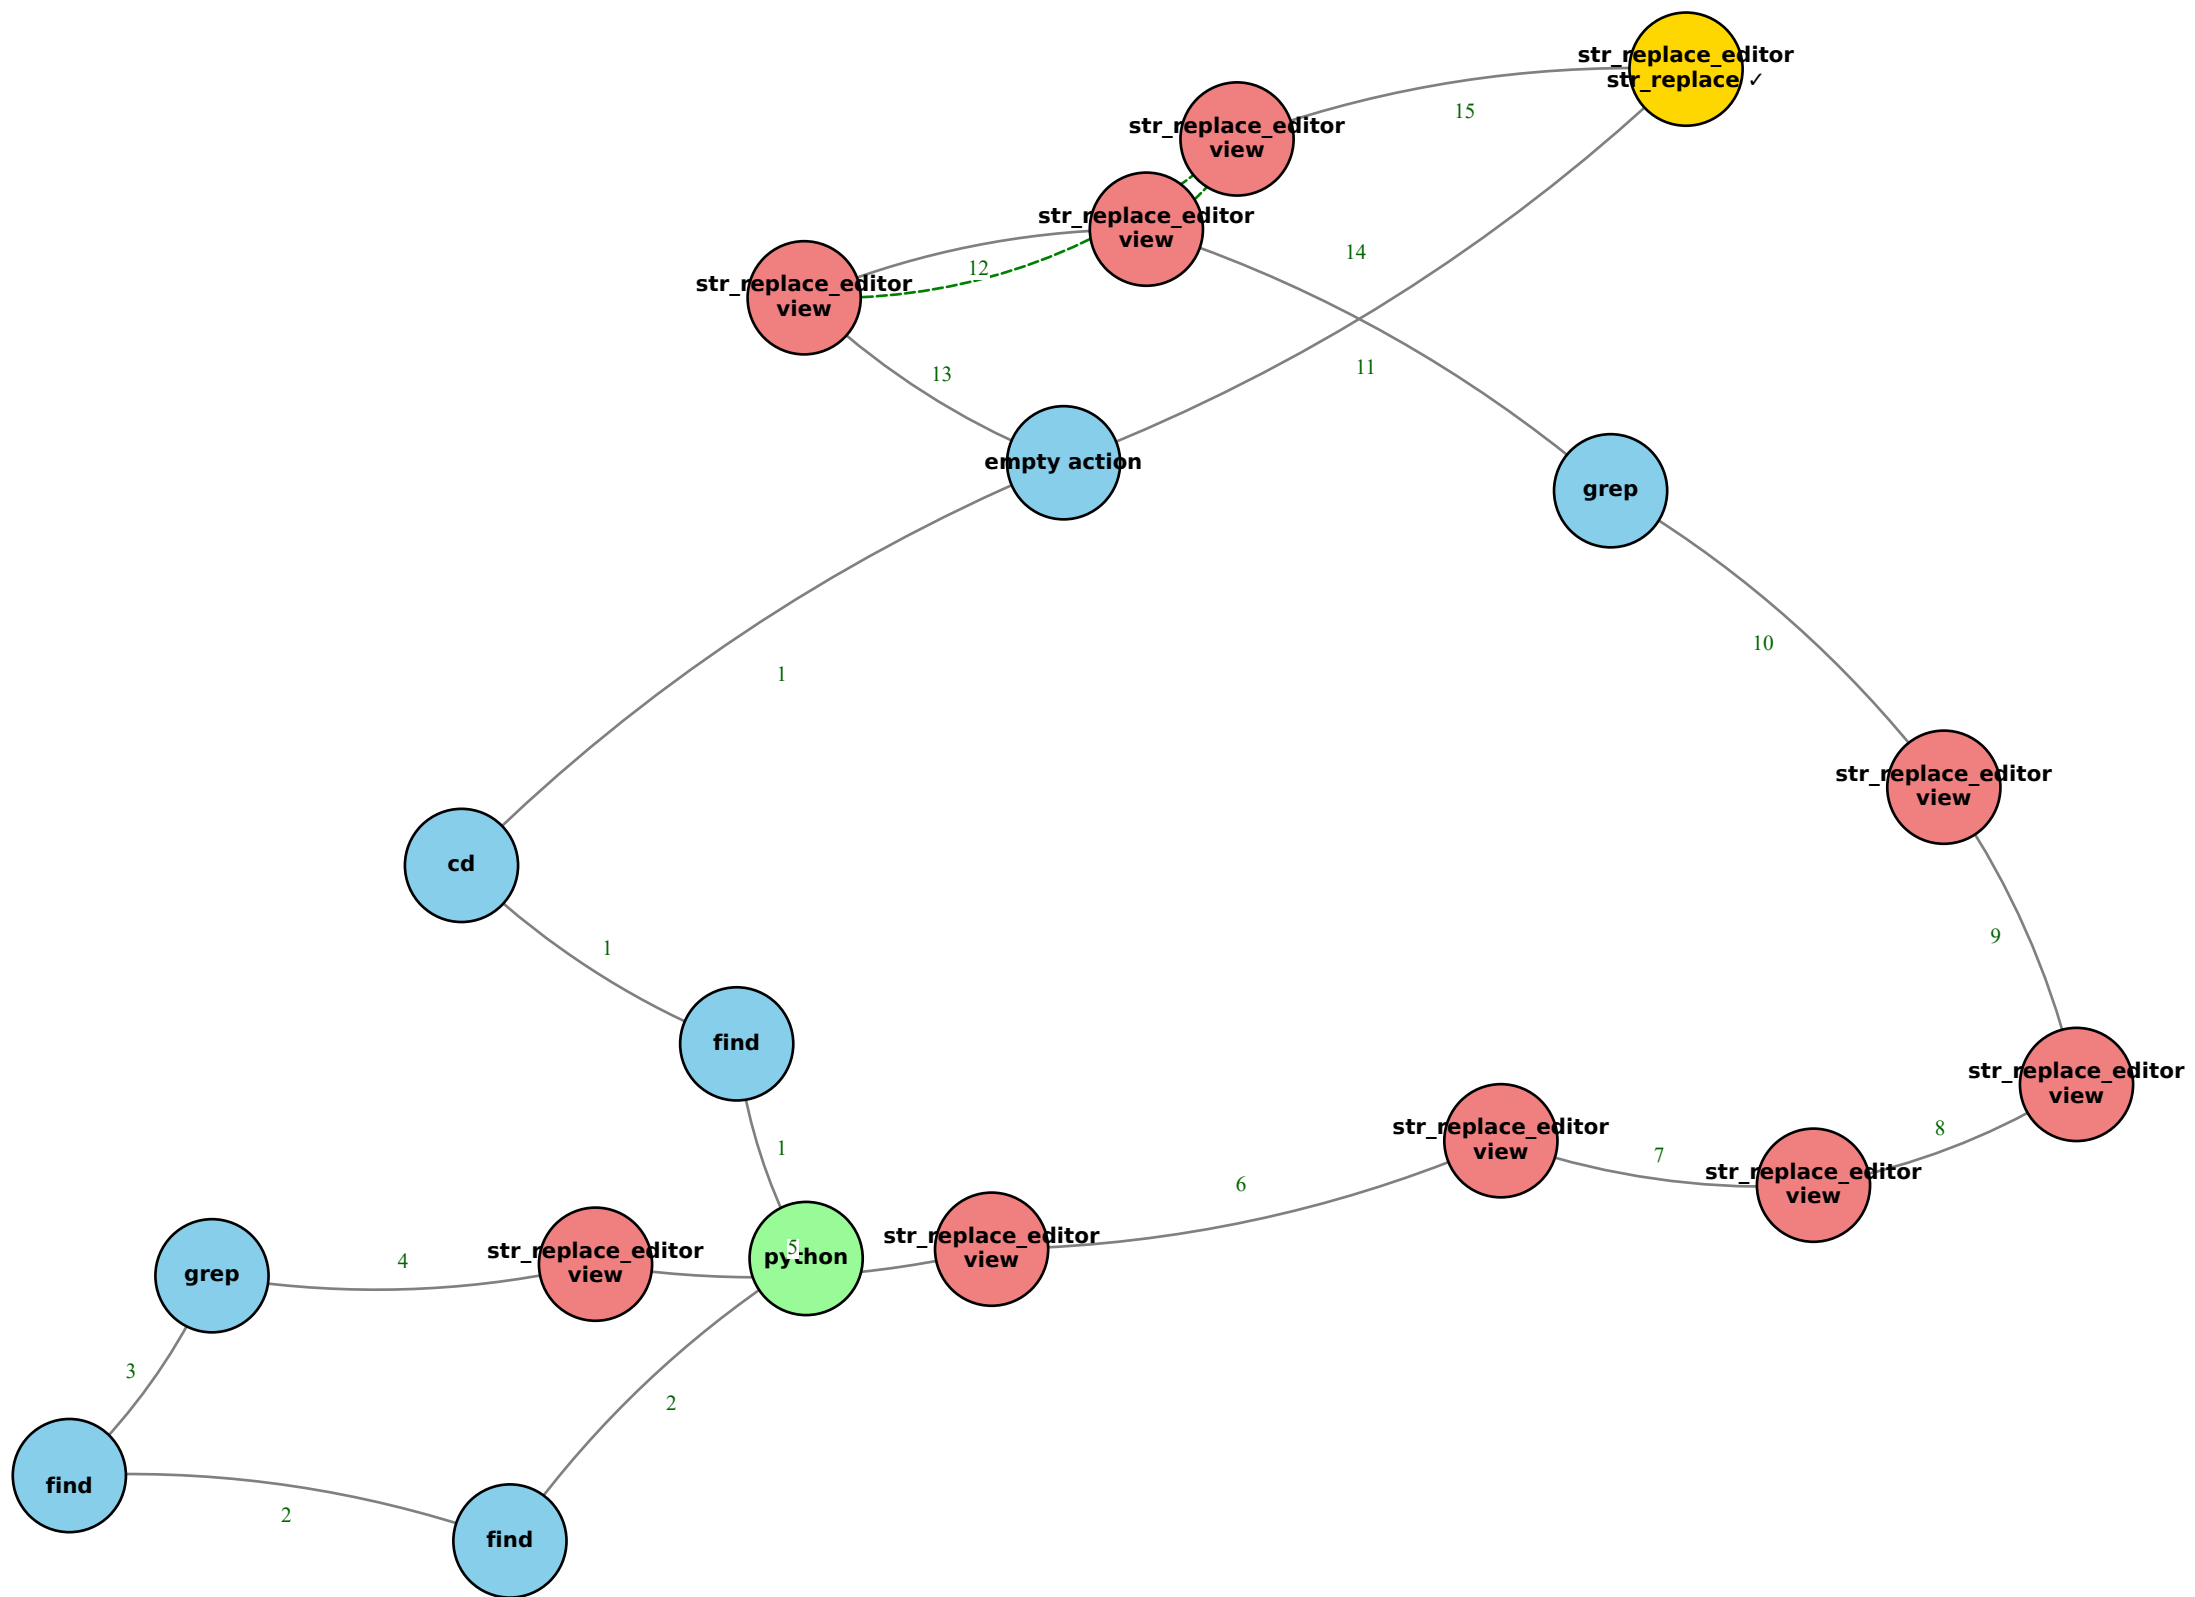 str_replace_editor
str_replace ✓
15
str_replace_editor
view
str_replace_editor
view
14
12
str_replace_editor
view
11
13
empty action
grep
10
1
str_replace_editor
view
cd
9
1
find
str_replace_editor
view
1
str_replace_editor
view
7
8
str_replace_editor
view
6
str_replace_editor
view
5
python
str_replace_editor
view
4
grep
3
2
find
2
find